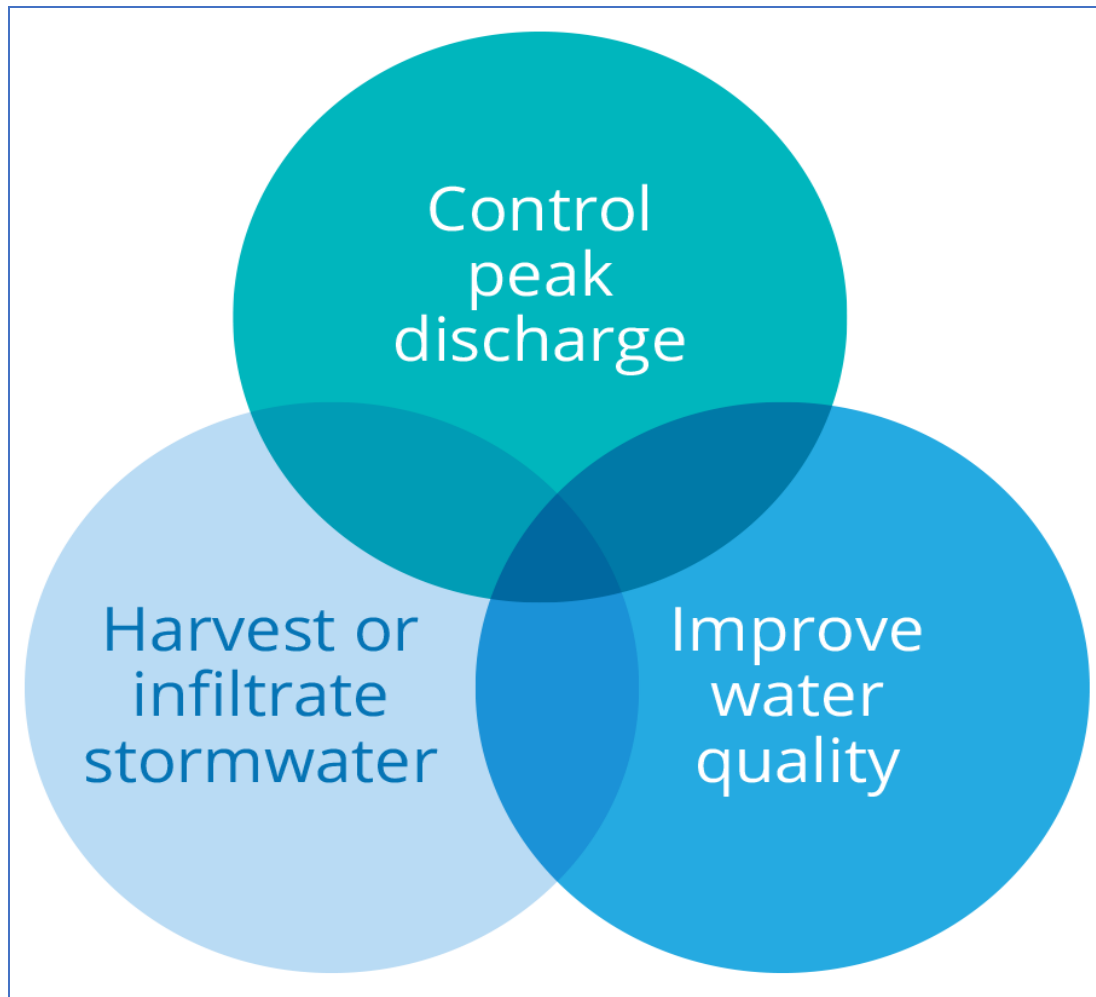 Control
peak
discharge
Harvest or
infiltrate
stormwater
Improve
water
quality